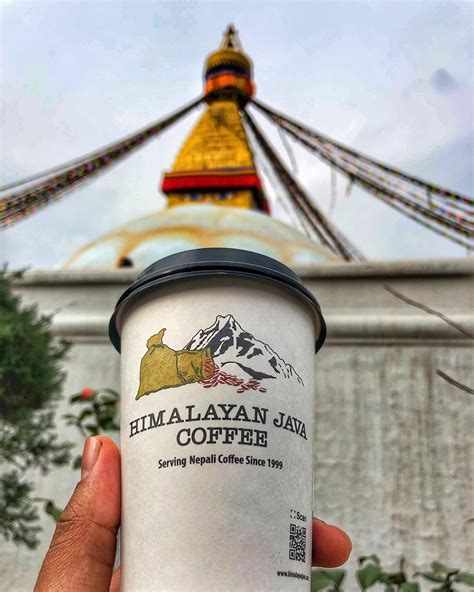 HIMALAYAN JAVA
COFFEE
Serving Nepali Coffee Since 1999
Scan